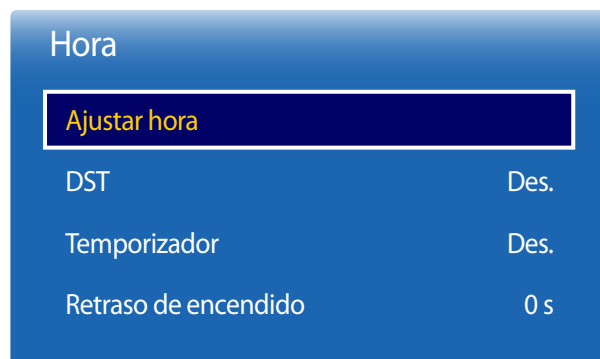 Hora
Ajustar hora
DST Des.
Temporizador Des.
Retraso de encendido 0 s